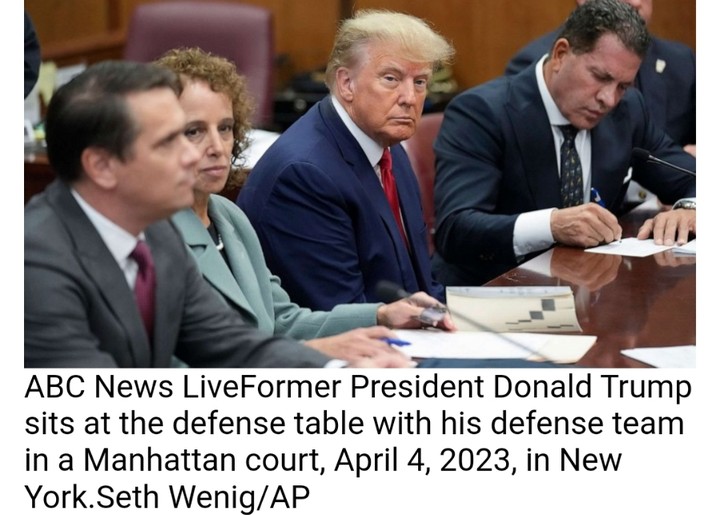 ABC News LiveFormer President Donald Trump
sits at the defense table with his defense team
in a Manhattan court, April 4, 2023, in New
York.Seth Wenig/AP